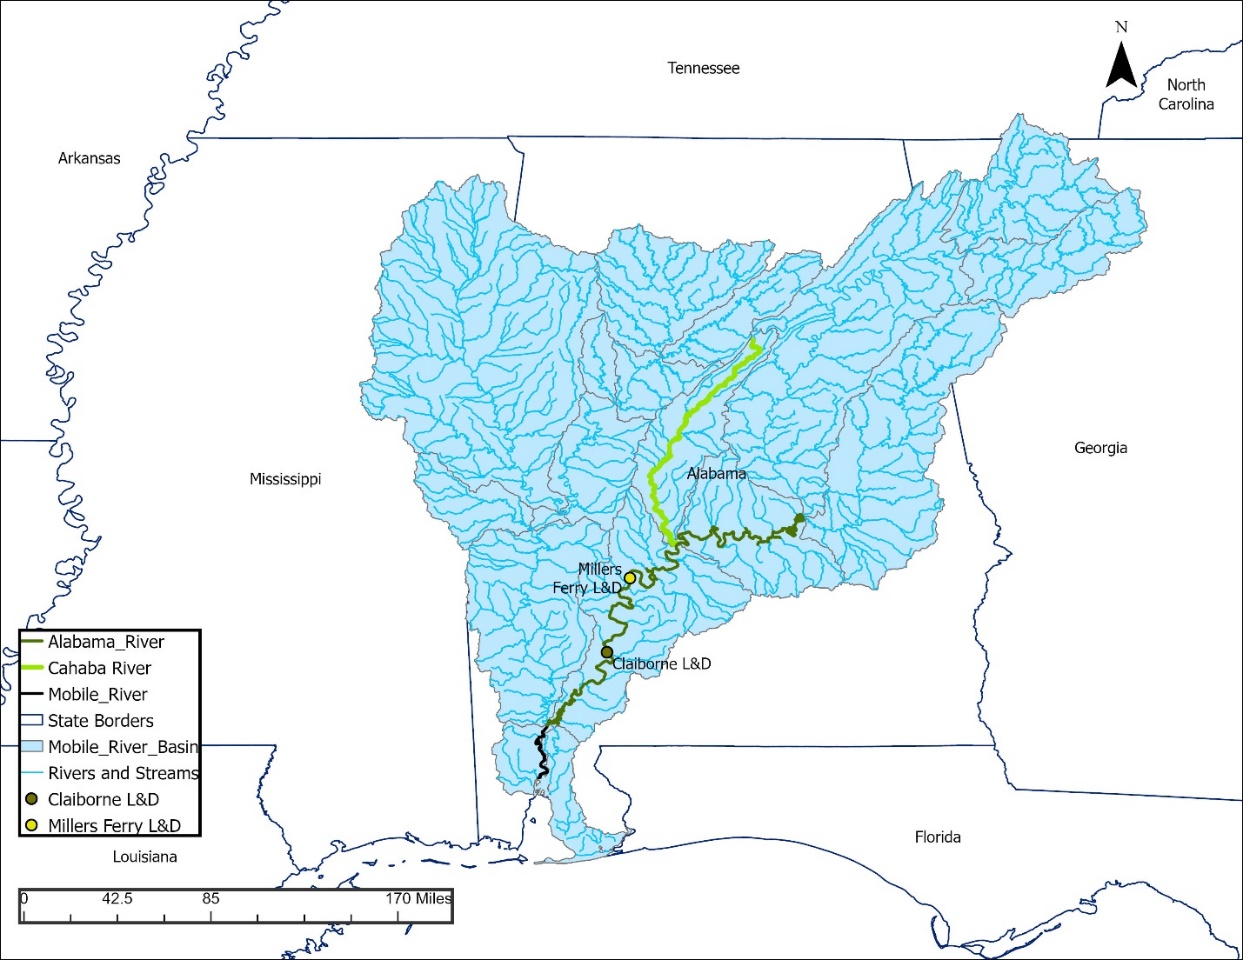 N
Tennessee
North
Carolina
Arkansas
Georgia
Alabama
Mississippi
Millers
Ferry L&D
Claiborne L&D
Alabama_River
Cahaba River
Mobile_River
State Borders
Mobile_River_Basin
Rivers and Streams
Claiborne L&D
Millers Ferry L&D
Florida
Louisiana
0 42.5 85 170 Miles